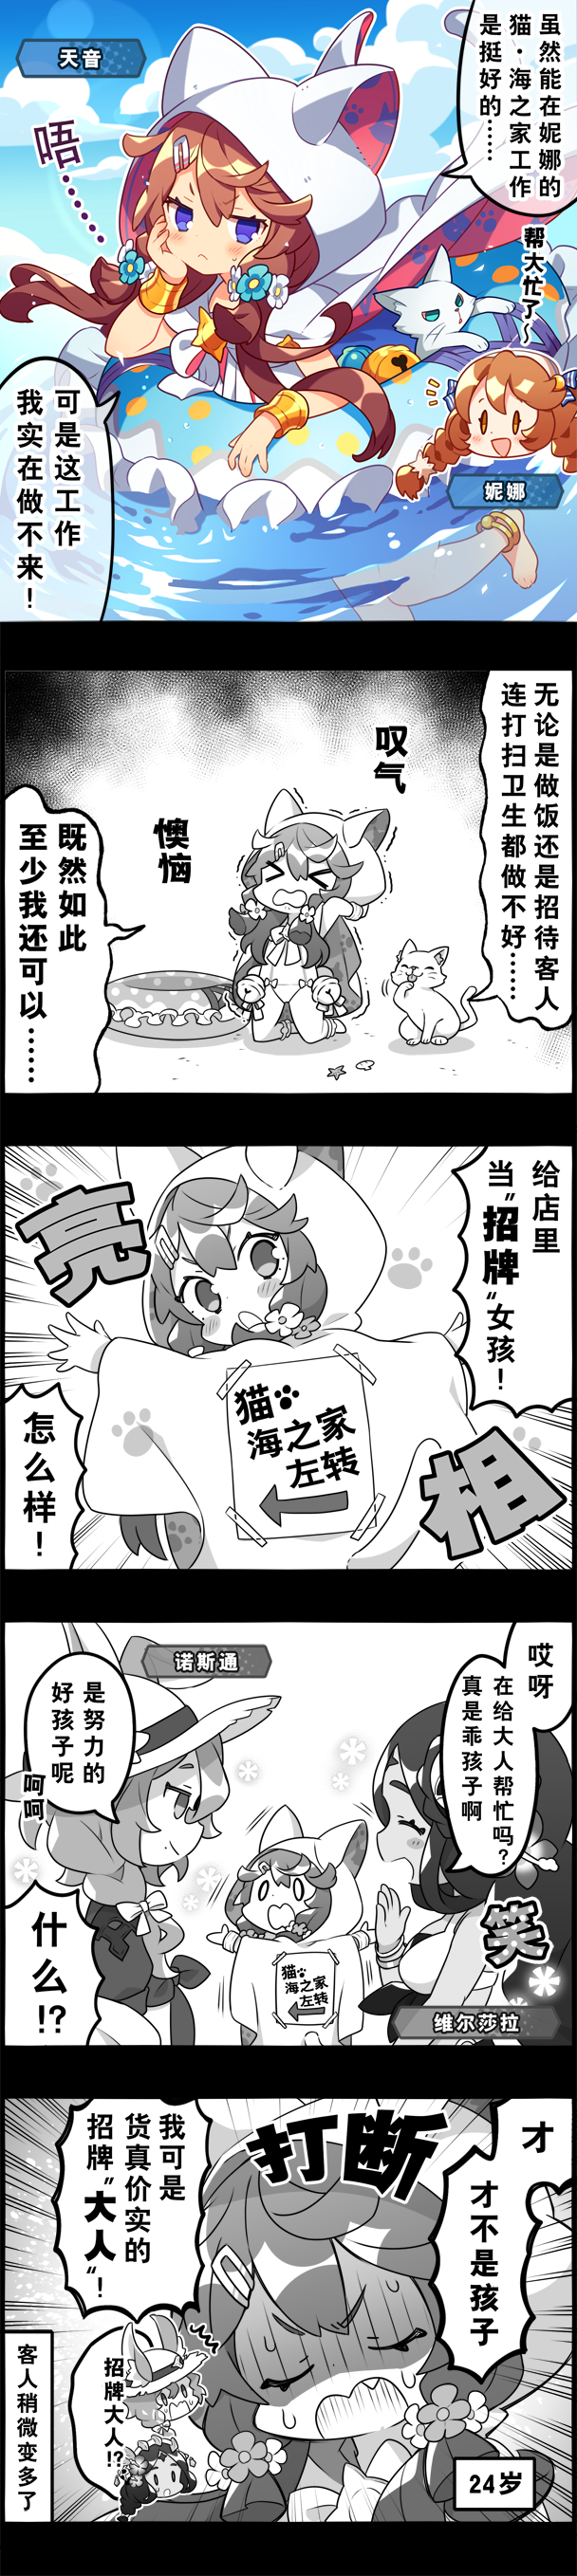 天音
虽然能在妮娜的
猫·海之家工作
是挺好的……
唔……
帮大忙了~
妮娜
可是这工作
我实在做不来！
无论是做饭还是招待客人
连打扫卫生都做不好……
叹气
懊恼
既然如此
至少我还可以……
给店里
当"招牌"女孩！
亮相
猫
海之家
左转
怎么样！
哎呀
在给大人帮忙吗？
真是乖孩子啊
诺斯通
是努力的
好孩子呢
呵呵
笑
什么!?
猫
海之家
左转
维尔莎拉
才
才不是孩子
打断
我可是
货真价实的
招牌"大人"！
招牌大人!?
24岁
客人稍微变多了